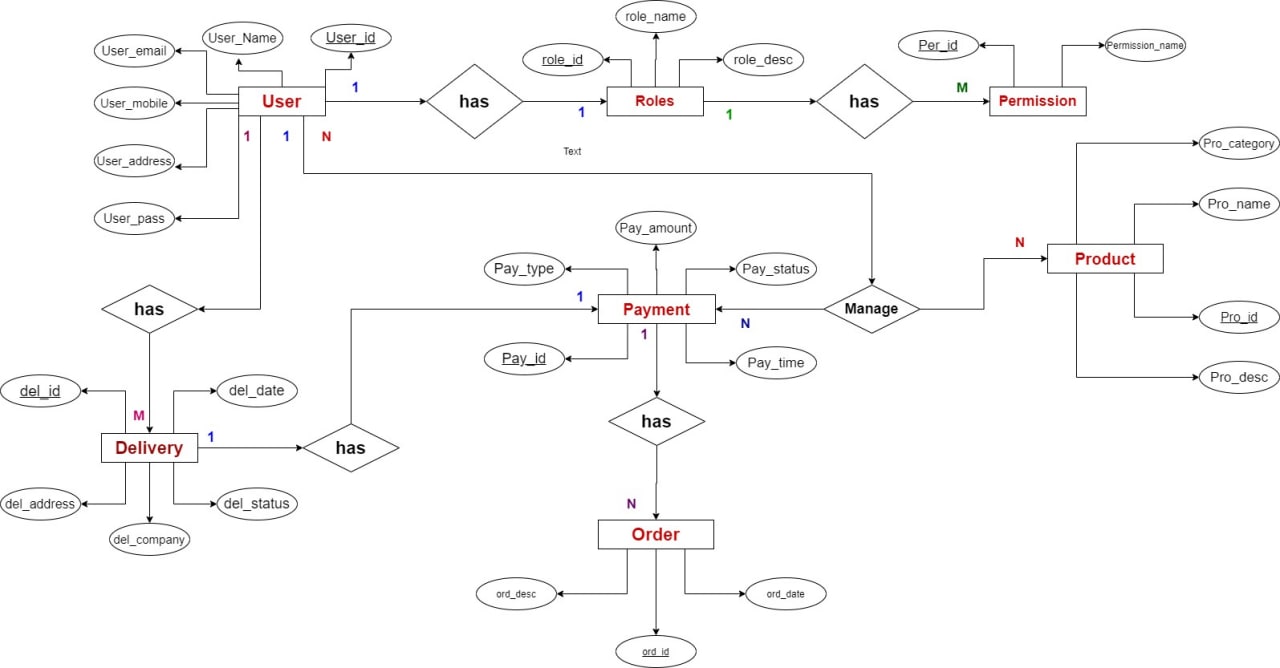 role_name
User_Name
User_id
User_email
role_id
role_desc
Per_id
Permission_name
1
User
has
Roles
has
M
Permission
User_mobile
1
1
1
1
N
Text
User_address
Pro_category
User_pass
Pro_name
Pay_amount
N
Product
Pay_type
Pay_status
1
has
Payment
Manage
Pro_id
N
1
Pay_id
Pay_time
Pro_desc
del_id
del_date
M
has
1
Delivery
has
del_address
del_status
N
del_company
Order
ord_desc
ord_date
ord_id